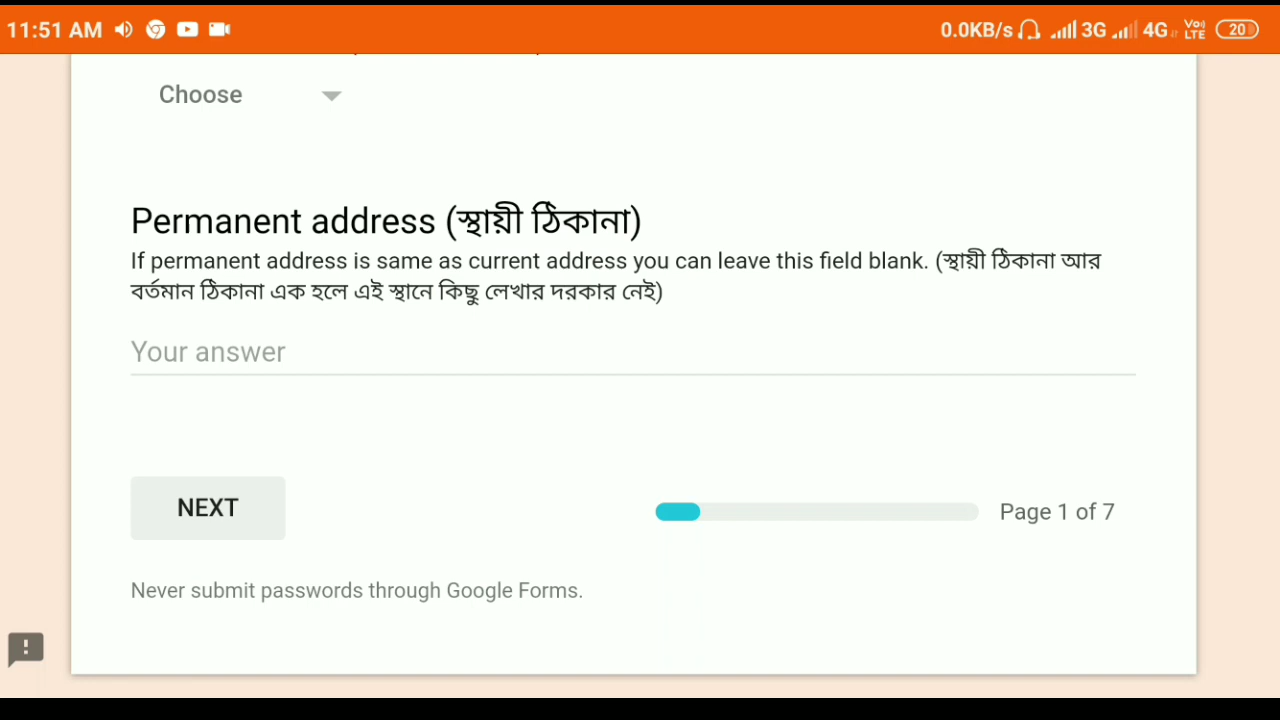 11:51 AM 0.0KB/s 3G 4G Vo) LTE 20
Choose
Permanent address (স্থায়ী ঠিকানা)
If permanent address is same as current address you can leave this field blank. (স্থায়ী ঠিকানা আর
বর্তমান ঠিকানা এক হলে এই স্থানে কিছু লেখার দরকার নেই)
Your answer
NEXT
Page 1 of 7
Never submit passwords through Google Forms.